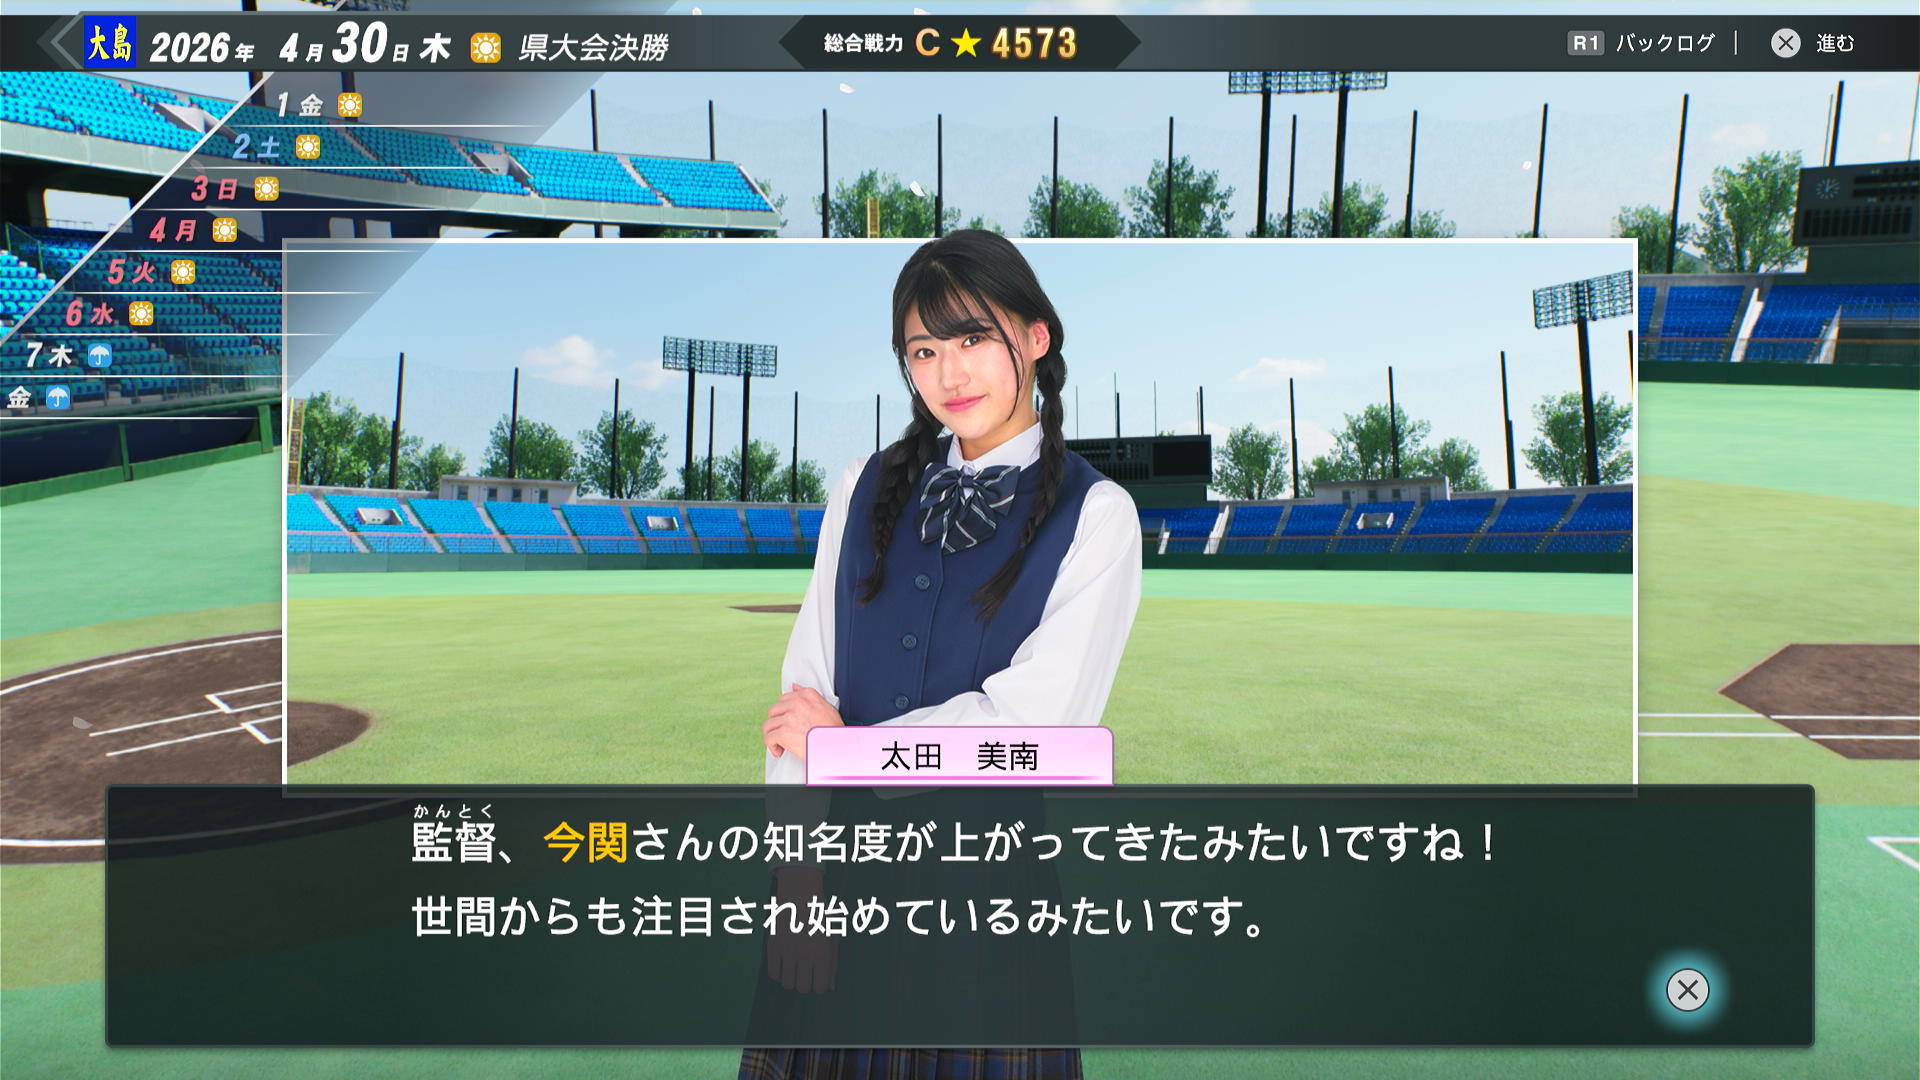 大島 2026年 4月30日 木 県大会決勝
総合戦力 C ★ 4573
R1 バックログ | ⊗ 進む
1 金
2 土
3 日
4 月
5 火
6 水
7 木
金
太田 美南
かんとく
監督、今関さんの知名度が上がってきたみたいですね！
世間からも注目され始めているみたいです。